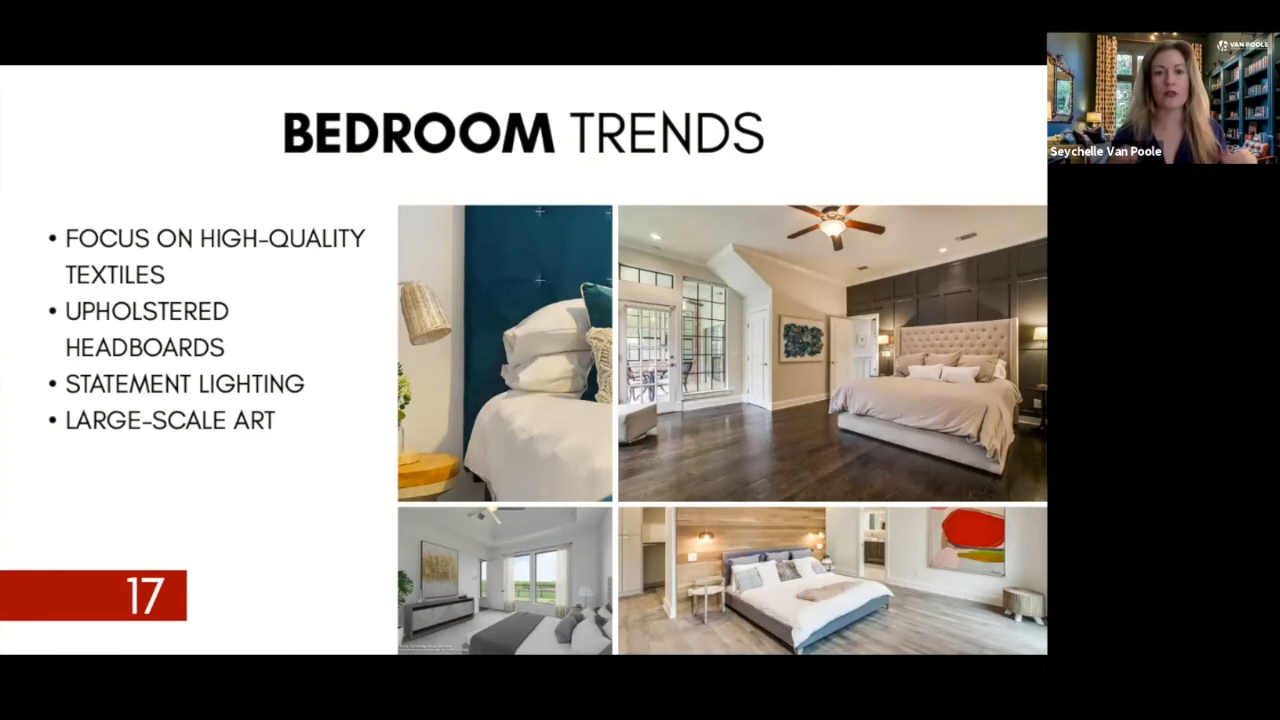 VAN POOLE
Seychelle Van Poole
BEDROOM TRENDS
• FOCUS ON HIGH-QUALITY
TEXTILES
• UPHOLSTERED
HEADBOARDS
• STATEMENT LIGHTING
• LARGE-SCALE ART
17